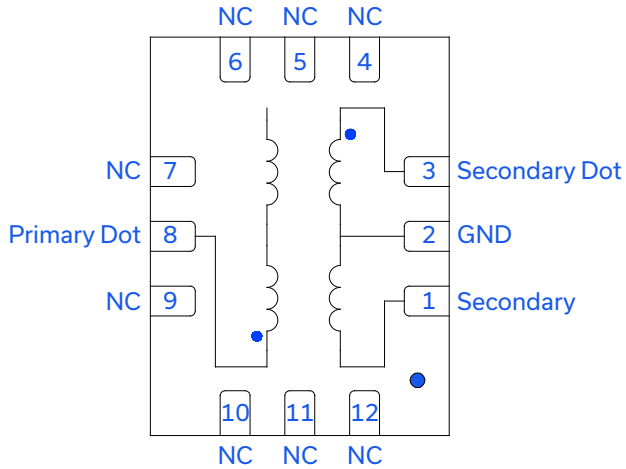 NC NC NC
6 5 4
NC 7 3 Secondary Dot
Primary Dot 8 2 GND
NC 9 1 Secondary
10 11 12
NC NC NC